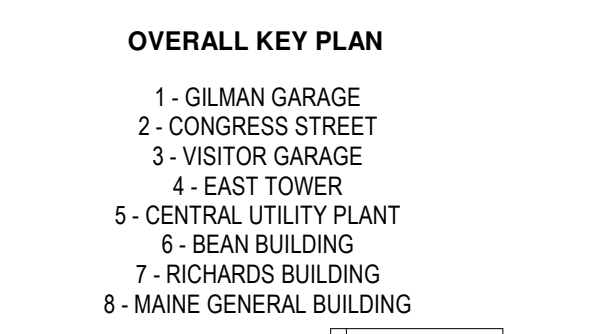 OVERALL KEY PLAN
1 - GILMAN GARAGE
2 - CONGRESS STREET
3 - VISITOR GARAGE
4 - EAST TOWER
5 - CENTRAL UTILITY PLANT
6 - BEAN BUILDING
7 - RICHARDS BUILDING
8 - MAINE GENERAL BUILDING